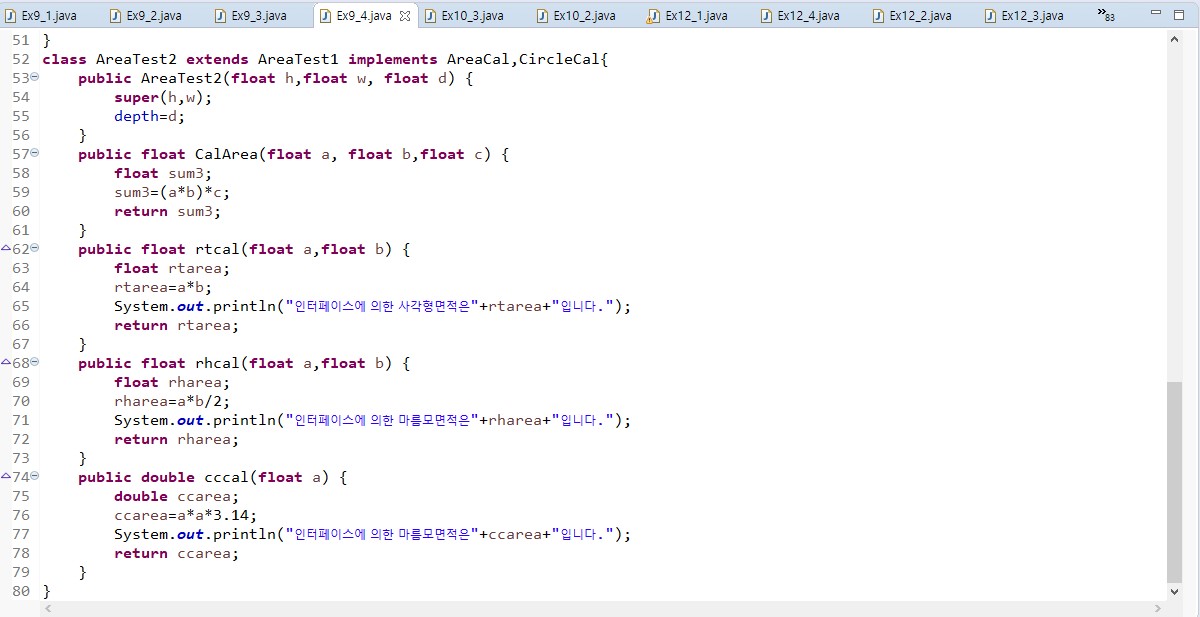 Ex9_1.java Ex9_2.java Ex9_3.java Ex9_4.java Ex10_3.java Ex10_2.java Ex12_1.java Ex12_4.java Ex12_2.java Ex12_3.java »83
51 }
52 class AreaTest2 extends AreaTest1 implements AreaCal,CircleCal{
53 public AreaTest2(float h,float w, float d) {
54 super(h,w);
55 depth=d;
56 }
57 public float CalArea(float a, float b,float c) {
58 float sum3;
59 sum3=(a*b)*c;
60 return sum3;
61 }
62 public float rtcal(float a,float b) {
63 float rtarea;
64 rtarea=a*b;
65 System.out.println("인터페이스에 의한 사각형면적은"+rtarea+"입니다.");
66 return rtarea;
67 }
68 public float rhcal(float a,float b) {
69 float rharea;
70 rharea=a*b/2;
71 System.out.println("인터페이스에 의한 마름모면적은"+rharea+"입니다.");
72 return rharea;
73 }
74 public double cccal(float a) {
75 double ccarea;
76 ccarea=a*a*3.14;
77 System.out.println("인터페이스에 의한 마름모면적은"+ccarea+"입니다.");
78 return ccarea;
79 }
80 }